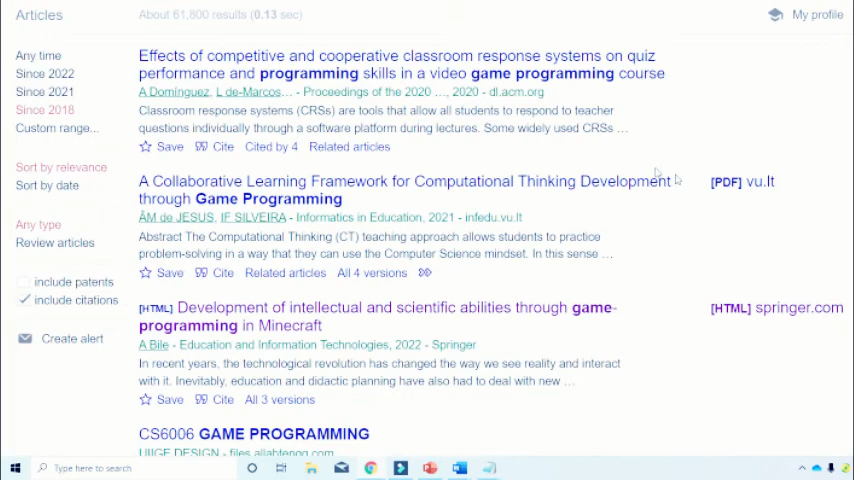 Articles
About 61,800 results (0.13 sec)
My profile
Any time
Since 2022
Since 2021
Since 2018
Custom range...
Sort by relevance
Sort by date
Any type
Review articles
include patents
include citations
Create alert
Effects of competitive and cooperative classroom response systems on quiz
performance and programming skills in a video game programming course
A Domínguez, L de-Marcos… - Proceedings of the 2020 …, 2020 - dl.acm.org
Classroom response systems (CRSs) are tools that allow all students to respond to teacher
questions individually through a software platform during lectures. Some widely used CRSs …
Save Cite Cited by 4 Related articles
A Collaborative Learning Framework for Computational Thinking Development
through Game Programming
[PDF] vu.lt
ÂM de JESUS, IF SILVEIRA - Informatics in Education, 2021 - infedu.vu.lt
Abstract The Computational Thinking (CT) teaching approach allows students to practice
problem-solving in a way that they can use the Computer Science mindset. In this sense …
Save Cite Related articles All 4 versions
[HTML] Development of intellectual and scientific abilities through game-
programming in Minecraft
[HTML] springer.com
A Bile - Education and Information Technologies, 2022 - Springer
In recent years, the technological revolution has changed the way we see reality and interact
with it. Inevitably, education and didactic planning have also had to deal with new …
Save Cite All 3 versions
CS6006 GAME PROGRAMMING
Type here to search